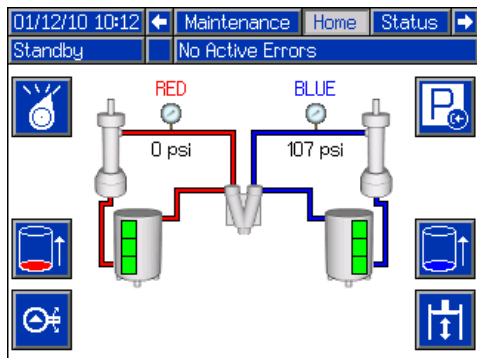 01/12/10 10:12 Maintenance Home Status
Standby No Active Errors
RED BLUE
P
0 psi 107 psi